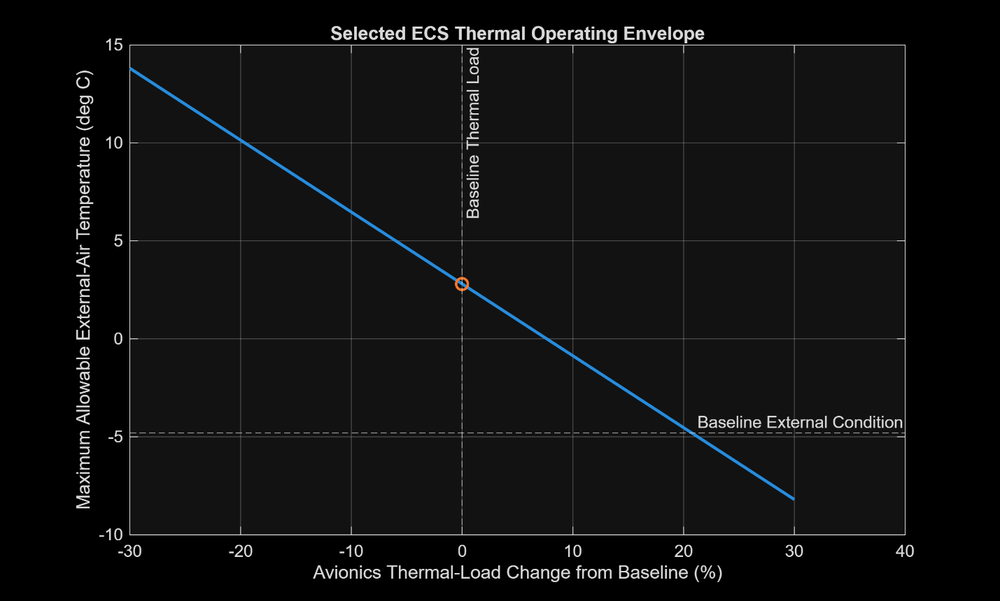 Selected ECS Thermal Operating Envelope
15
10
5
0
-5
-10
Maximum Allowable External-Air Temperature (deg C)
Baseline Thermal Load
Baseline External Condition
-30
-20
-10
0
10
20
30
40
Avionics Thermal-Load Change from Baseline (%)